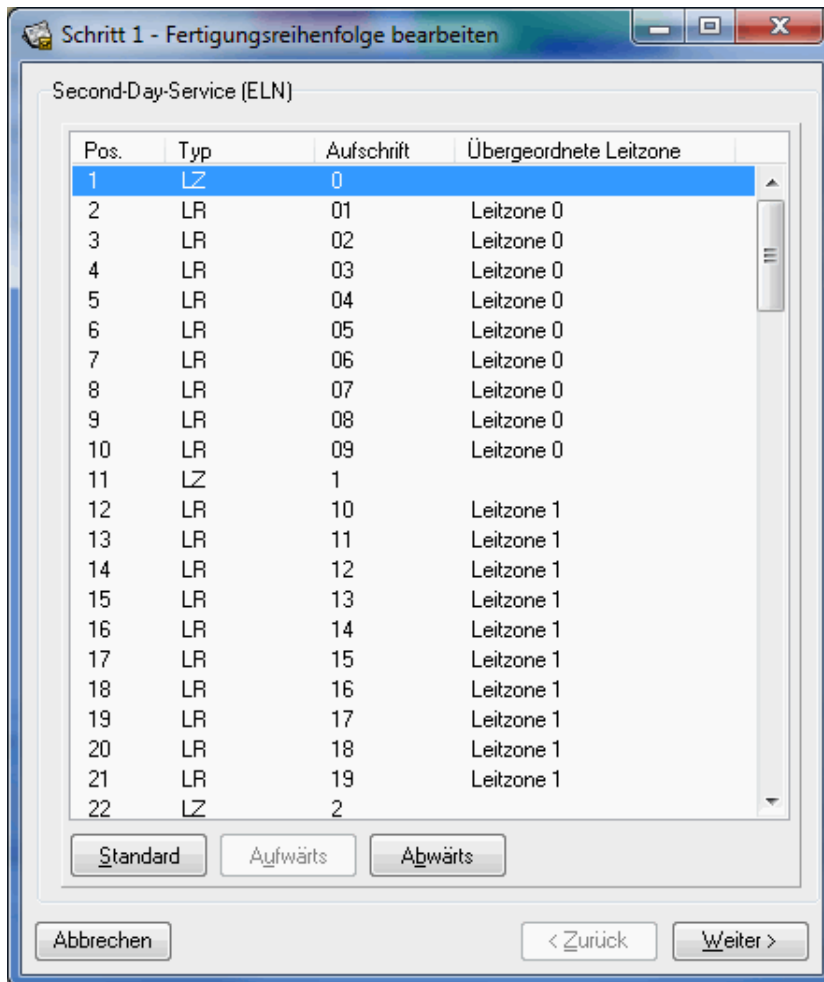 Schritt 1 - Fertigungsreihenfolge bearbeiten
Second-Day-Service (ELN)
Pos. Typ Aufschrift Übergeordnete Leitzone
1 LZ 0
2 LR 01 Leitzone 0
3 LR 02 Leitzone 0
4 LR 03 Leitzone 0
5 LR 04 Leitzone 0
6 LR 05 Leitzone 0
7 LR 06 Leitzone 0
8 LR 07 Leitzone 0
9 LR 08 Leitzone 0
10 LR 09 Leitzone 0
11 LZ 1
12 LR 10 Leitzone 1
13 LR 11 Leitzone 1
14 LR 12 Leitzone 1
15 LR 13 Leitzone 1
16 LR 14 Leitzone 1
17 LR 15 Leitzone 1
18 LR 16 Leitzone 1
19 LR 17 Leitzone 1
20 LR 18 Leitzone 1
21 LR 19 Leitzone 1
22 LZ 2
Standard Aufwärts Abwärts
Abbrechen < Zurück Weiter >